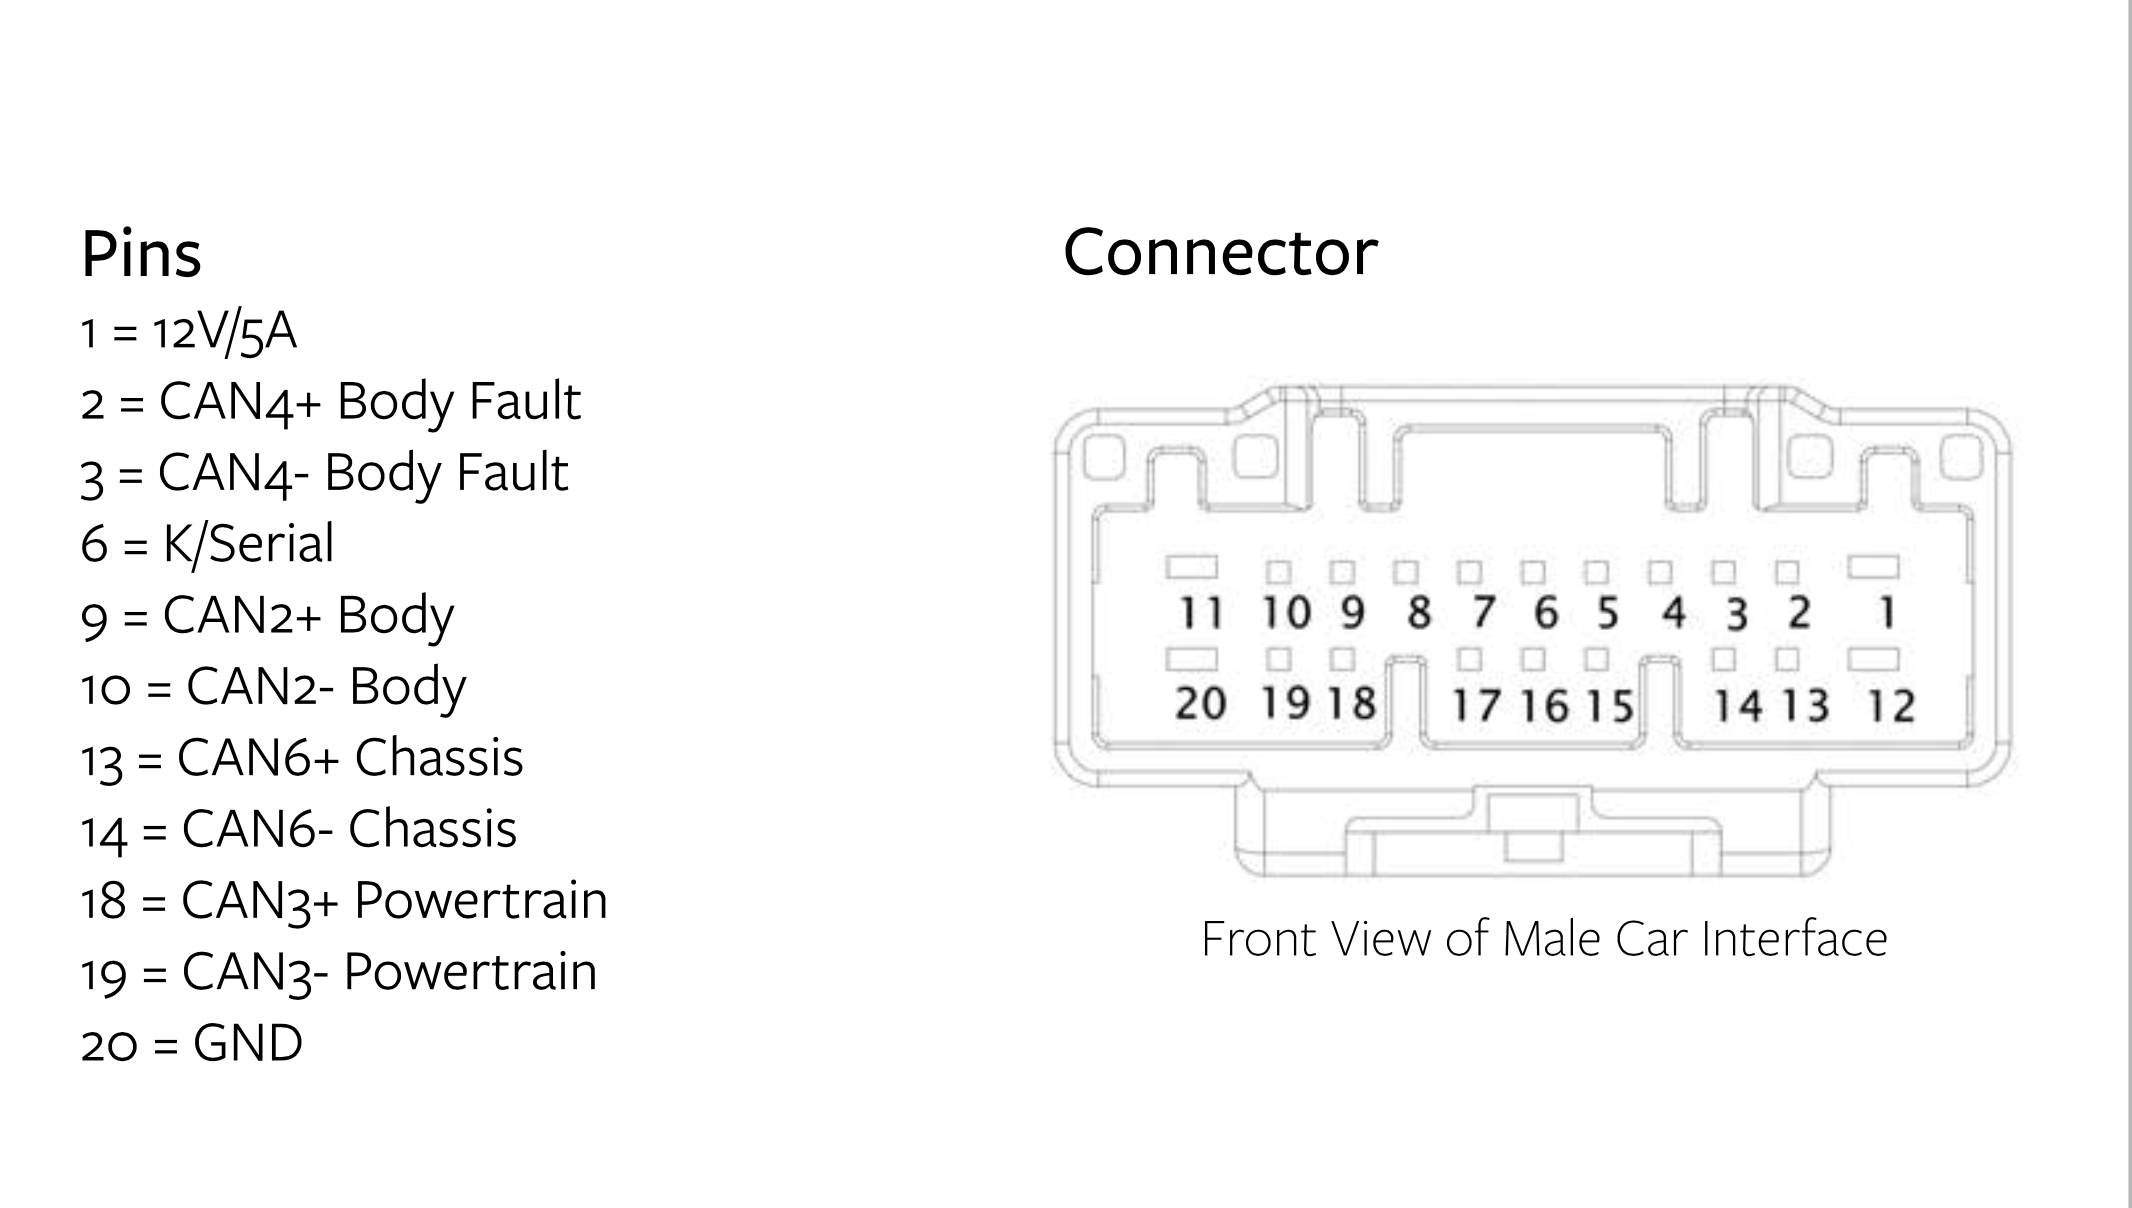 Pins
1 = 12V/5A
2 = CAN4+ Body Fault
3 = CAN4- Body Fault
6 = K/Serial
9 = CAN2+ Body
10 = CAN2- Body
13 = CAN6+ Chassis
14 = CAN6- Chassis
18 = CAN3+ Powertrain
19 = CAN3- Powertrain
20 = GND
Connector
11 10 9 8 7 6 5 4 3 2 1
20 19 18 17 16 15 14 13 12
Front View of Male Car Interface